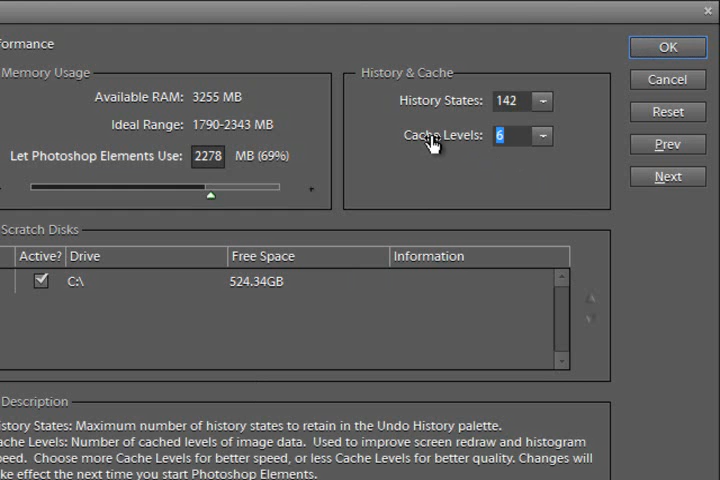 formance
OK
Memory Usage
History & Cache
Cancel
Available RAM: 3255 MB
History States: 142
Reset
Ideal Range: 1790-2343 MB
Cache Levels: 6
Prev
Let Photoshop Elements Use: 2278 MB (69%)
Next
Scratch Disks
Active? Drive Free Space Information
C:\ 524.34GB
Description
istory States: Maximum number of history states to retain in the Undo History palette.
ache Levels: Number of cached levels of image data. Used to improve screen redraw and histogram
peed. Choose more Cache Levels for better speed, or less Cache Levels for better quality. Changes will
ke effect the next time you start Photoshop Elements.